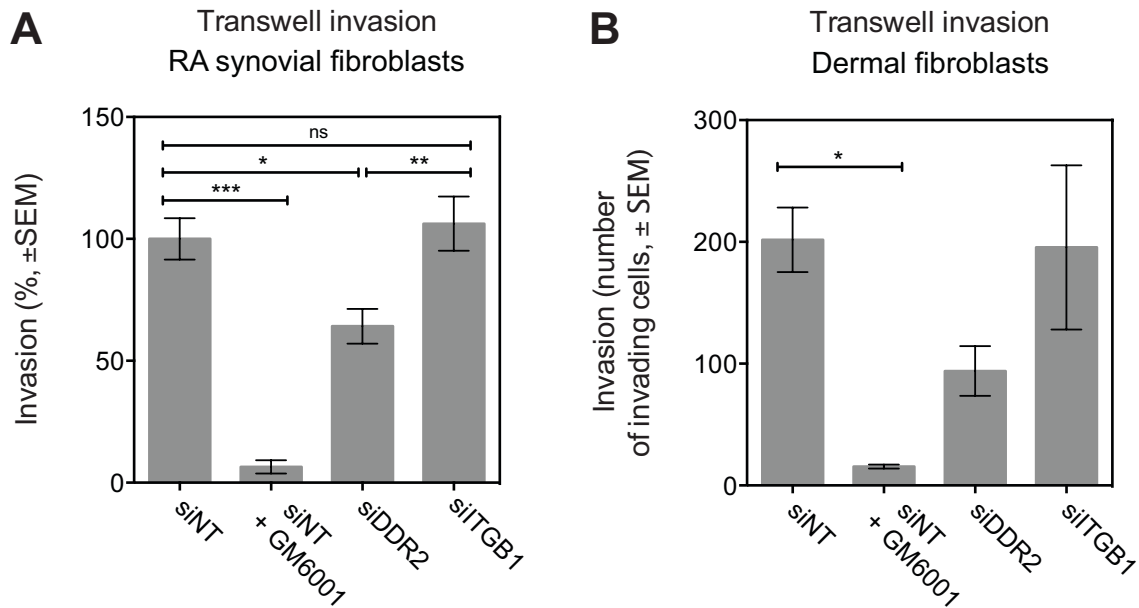 A
Transwell invasion
RA synovial fibroblasts
Invasion (%, ±SEM)
150
100
50
0
ns
*
**
***
siNT
siNT
+ GM6001
siDDR2
siITGB1
B
Transwell invasion
Dermal fibroblasts
Invasion (number
of invading cells, ± SEM)
300
200
100
0
*
siNT
siNT
+ GM6001
siDDR2
siITGB1